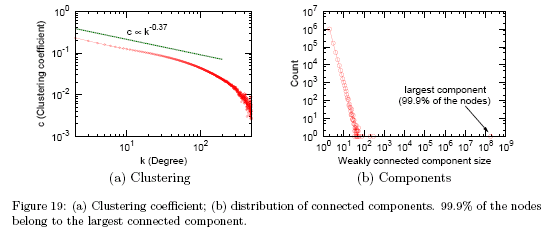 10^0
10^-1
10^-2
10^-3
c ∝ k^-0.37
c (Clustering coefficient)
10^1
10^2
k (Degree)
(a) Clustering
10^7
10^6
10^5
10^4
10^3
10^2
10^1
10^0
Count
largest component
(99.9% of the nodes)
10^0 10^1 10^2 10^3 10^4 10^5 10^6 10^7 10^8 10^9
Weakly connected component size
(b) Components
Figure 19: (a) Clustering coefficient; (b) distribution of connected components. 99.9% of the nodes
belong to the largest connected component.